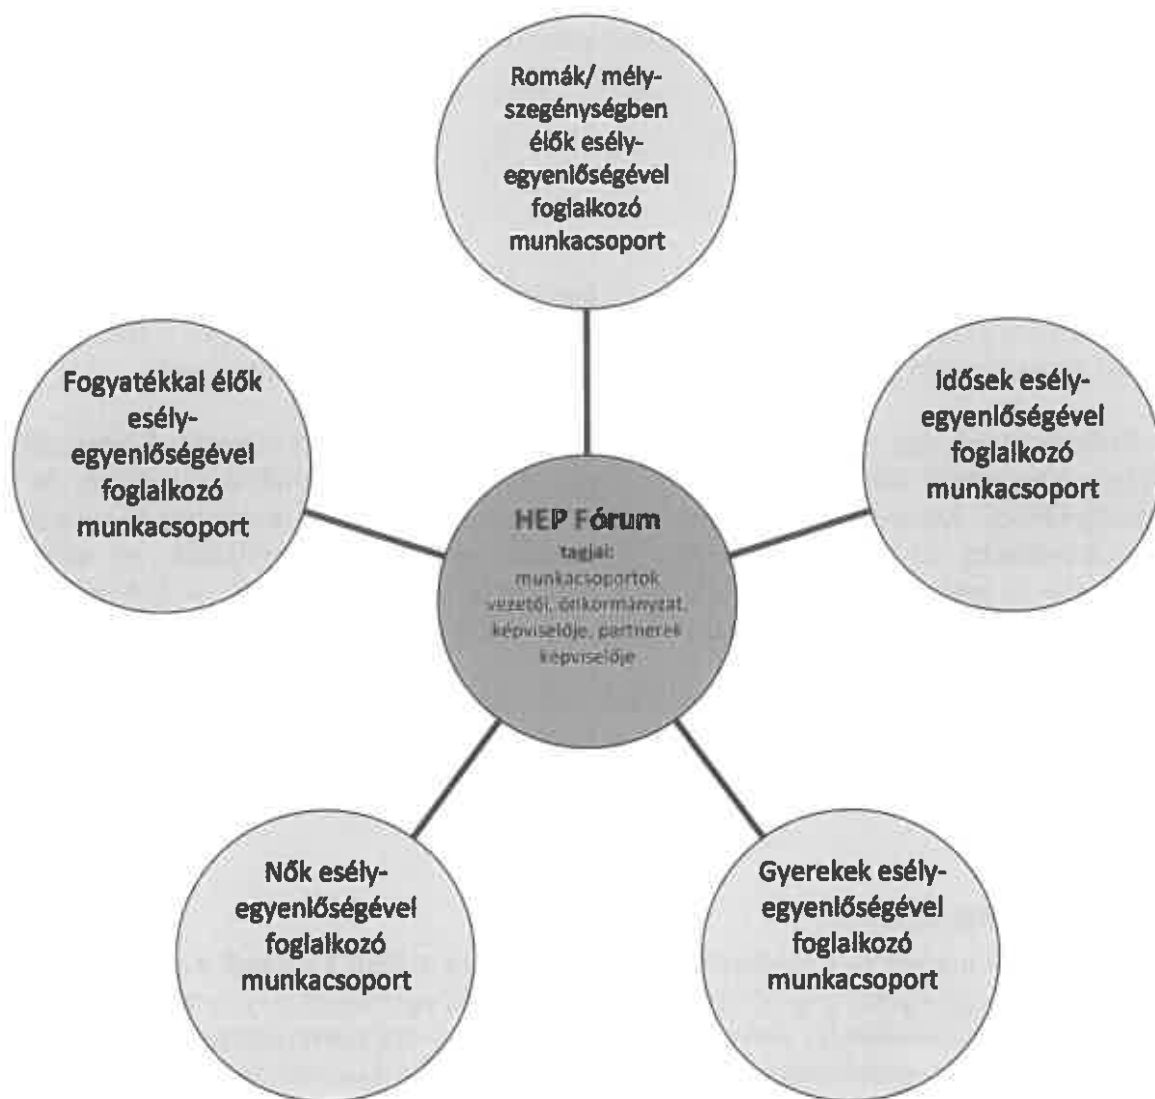 Romák/ mély-
szegénységben
élők esély-
egyenlőségével
foglalkozó
munkacsoport
Fogyatékkal élők
esély-
egyenlőségével
foglalkozó
munkacsoport
Idősek esély-
egyenlőségével
foglalkozó
munkacsoport
HEP Fórum
tagjai:
munkacsoportok
vezetői, önkormányzat,
képviselője, partnerek
képviselője
Nők esély-
egyenlőségével
foglalkozó
munkacsoport
Gyerekek esély-
egyenlőségével
foglalkozó
munkacsoport